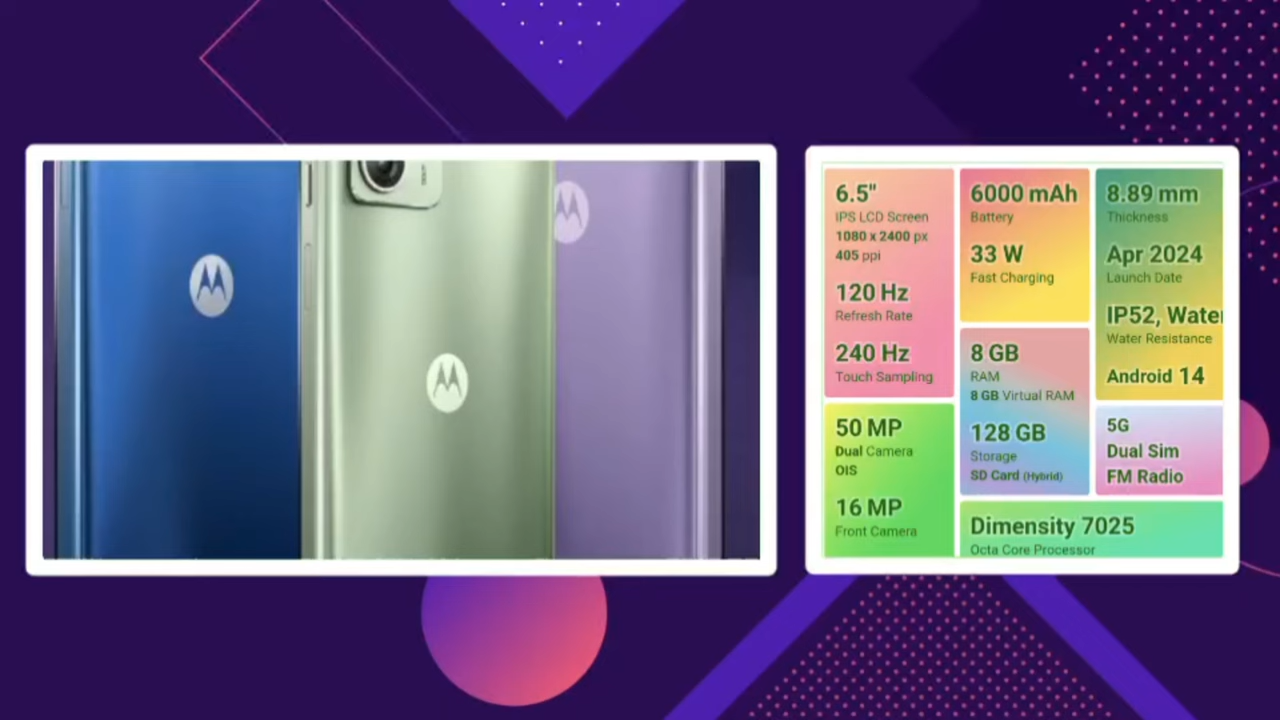 6.5"
IPS LCD Screen
1080 x 2400 px
405 ppi
120 Hz
Refresh Rate
240 Hz
Touch Sampling
50 MP
Dual Camera
OIS
16 MP
Front Camera
6000 mAh
Battery
33 W
Fast Charging
8 GB
RAM
8 GB Virtual RAM
128 GB
Storage
SD Card (Hybrid)
8.89 mm
Thickness
Apr 2024
Launch Date
IP52, Water
Water Resistance
Android 14
5G
Dual Sim
FM Radio
Dimensity 7025
Octa Core Processor